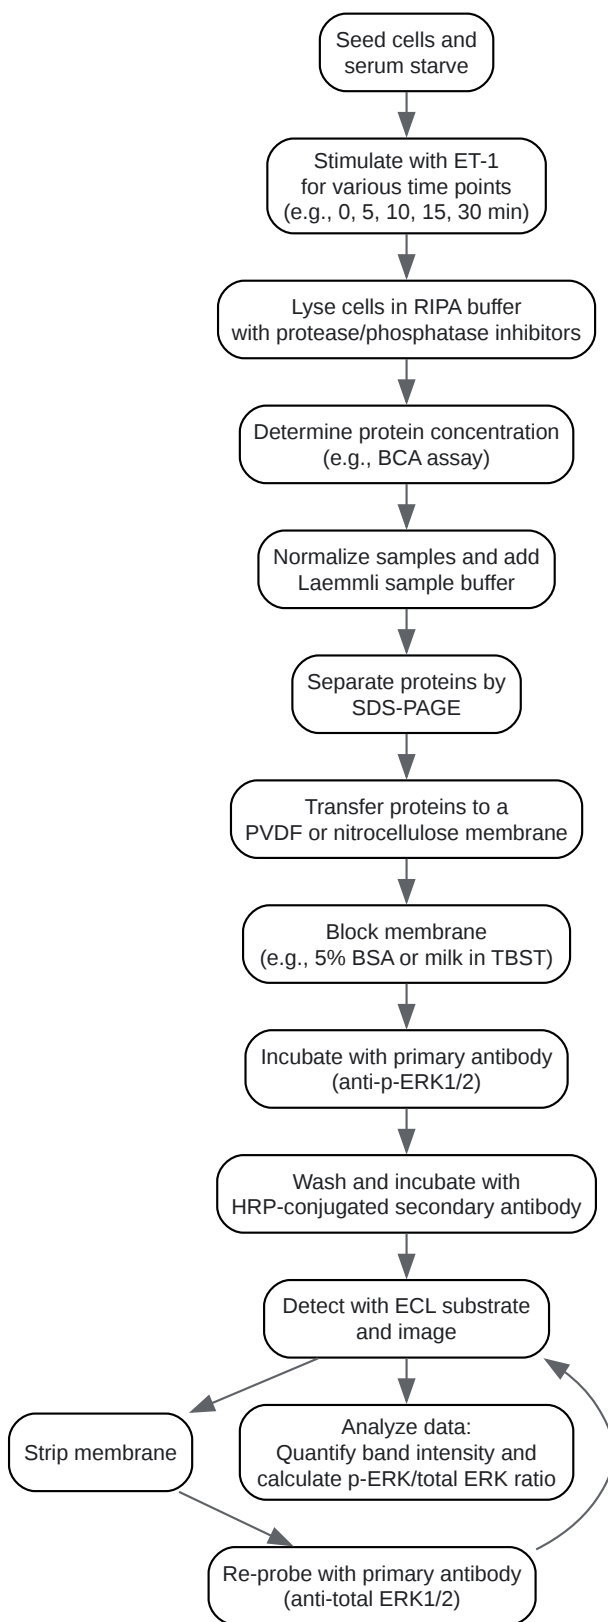 Seed cells and
serum starve
Stimulate with ET-1
for various time points
(e.g., 0, 5, 10, 15, 30 min)
Lyse cells in RIPA buffer
with protease/phosphatase inhibitors
Determine protein concentration
(e.g., BCA assay)
Normalize samples and add
Laemmli sample buffer
Separate proteins by
SDS-PAGE
Transfer proteins to a
PVDF or nitrocellulose membrane
Block membrane
(e.g., 5% BSA or milk in TBST)
Incubate with primary antibody
(anti-p-ERK1/2)
Wash and incubate with
HRP-conjugated secondary antibody
Detect with ECL substrate
and image
Analyze data:
Quantify band intensity and
calculate p-ERK/total ERK ratio
Strip membrane
Re-probe with primary antibody
(anti-total ERK1/2)